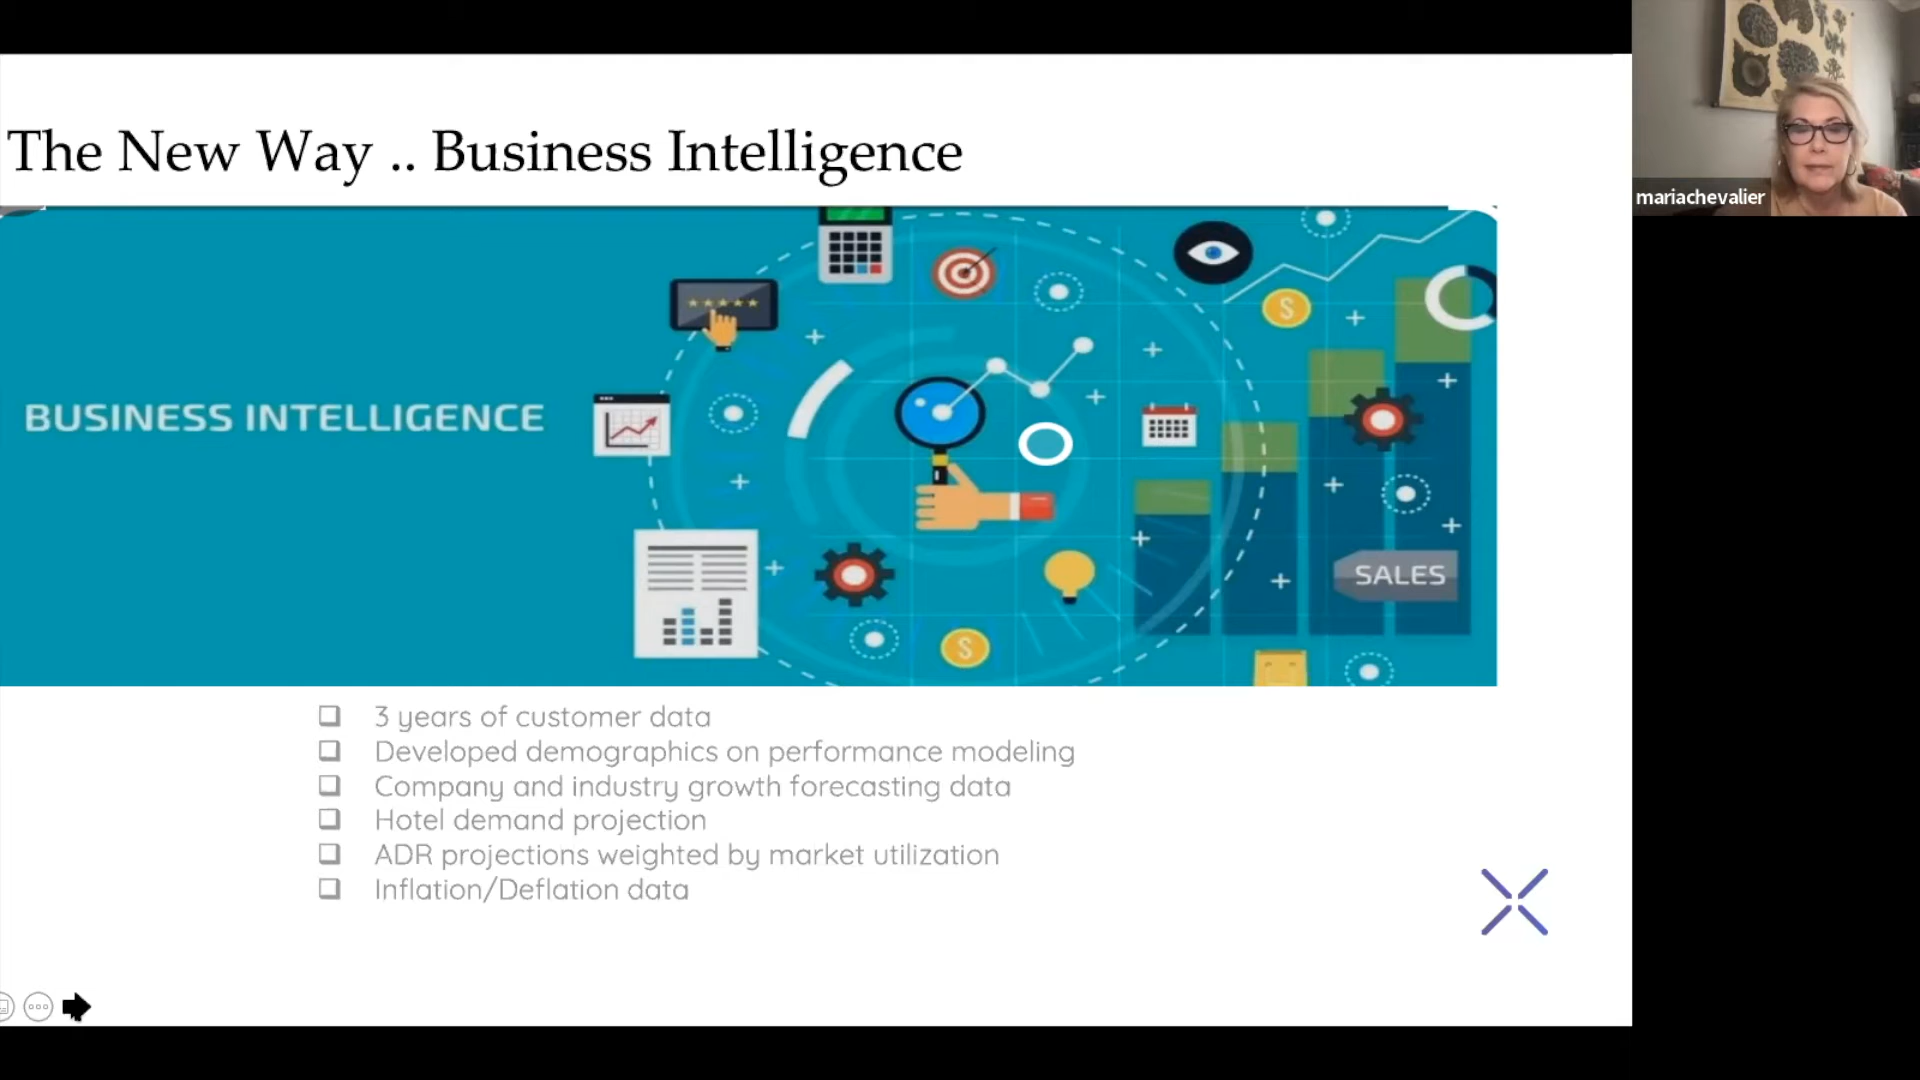 The New Way .. Business Intelligence
mariachevalier
BUSINESS INTELLIGENCE
$
$
SALES
❑ 3 years of customer data
❑ Developed demographics on performance modeling
❑ Company and industry growth forecasting data
❑ Hotel demand projection
❑ ADR projections weighted by market utilization
❑ Inflation/Deflation data